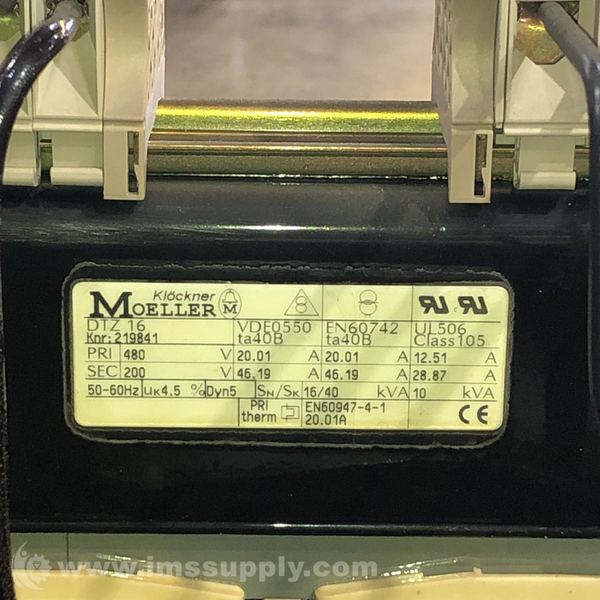 Klöckner
MOELLER M
DTZ 16 VDE0550 EN60742 UL506
Knr: 219841 ta40B ta40B Class105
PRI 480 V 20.01 A 20.01 A 12.51 A
SEC 200 V 46.19 A 46.19 A 28.87 A
50-60Hz uK4.5 % Dyn5 SN/SK 16/40 kVA 10 kVA
PRI EN60947-4-1
therm 20.01A CE
www.imssupply.com